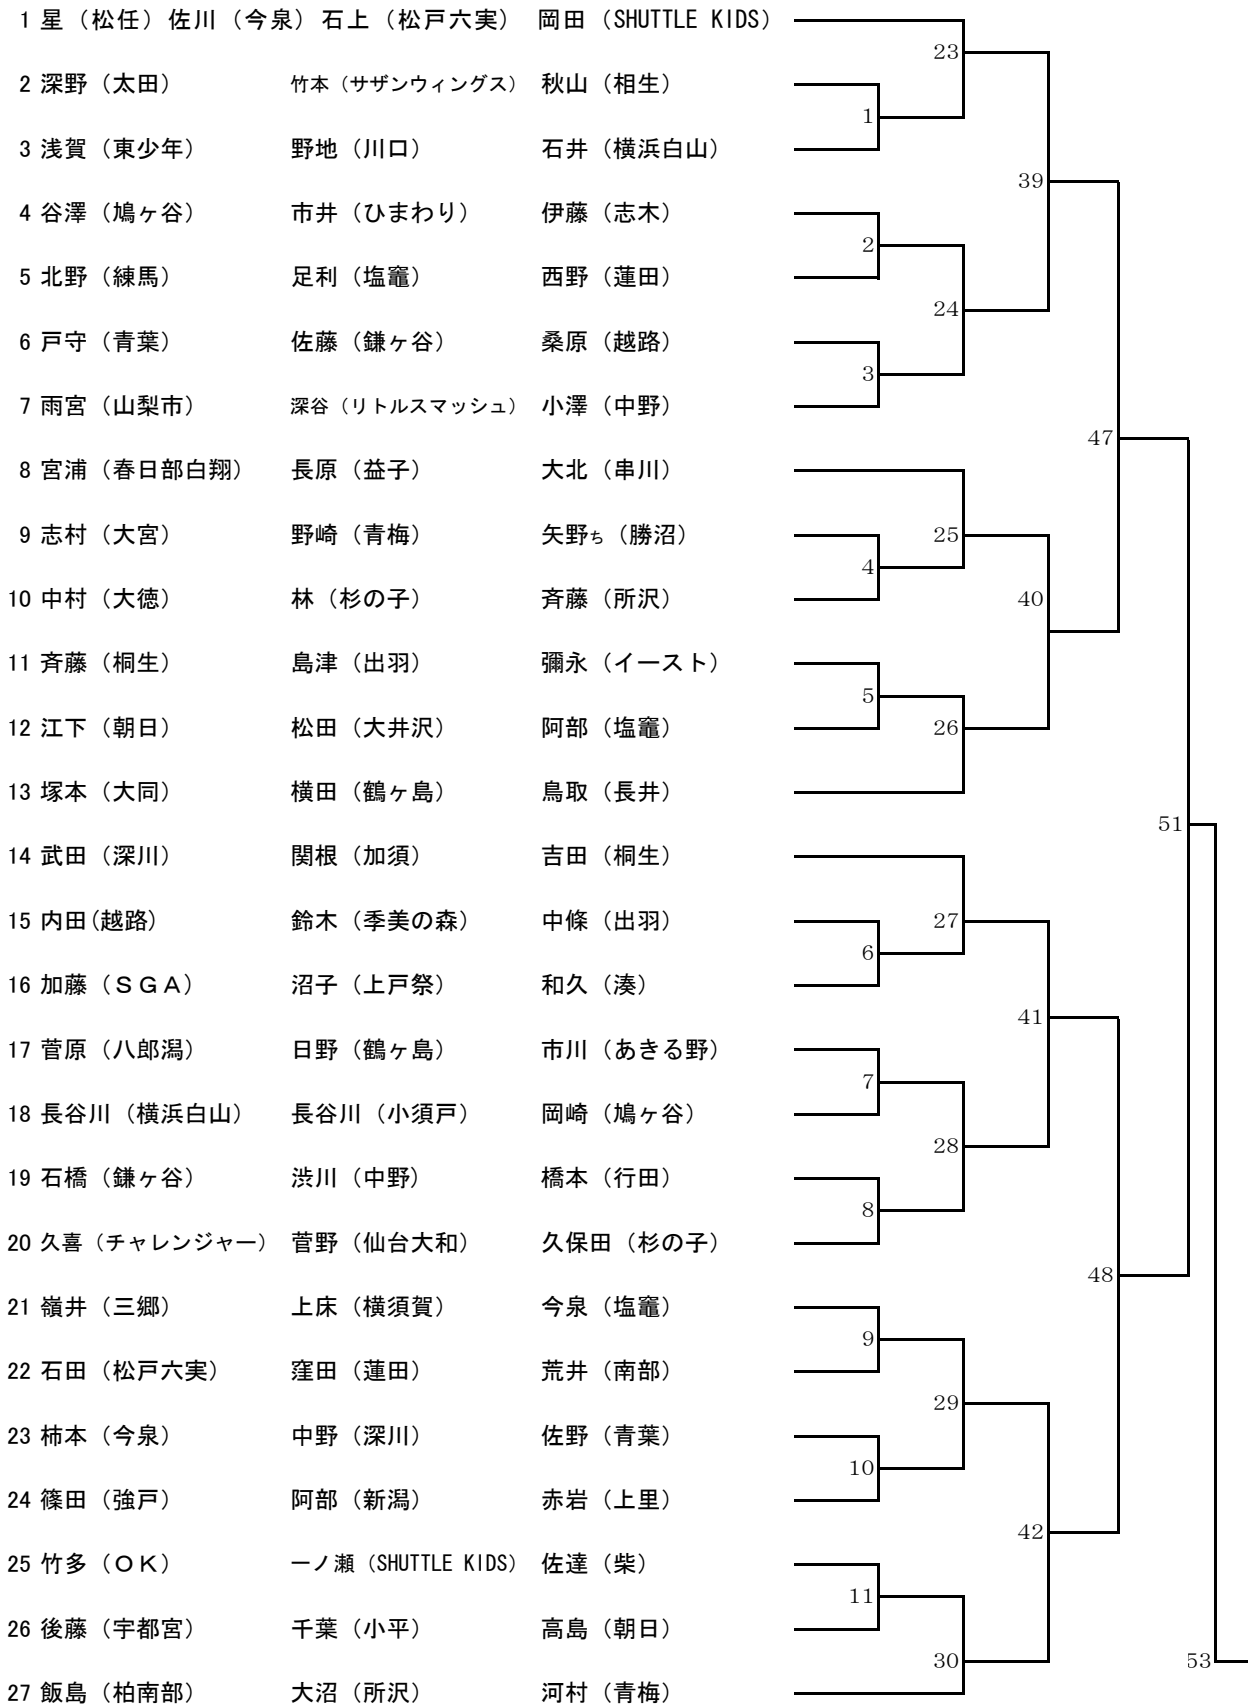 1 星（松任）佐川（今泉）石上（松戸六実） 岡田（SHUTTLE KIDS）
23
2 深野（太田） 竹本（サザンウィングス） 秋山（相生）
1
3 浅賀（東少年） 野地（川口） 石井（横浜白山）
39
4 谷澤（鳩ヶ谷） 市井（ひまわり） 伊藤（志木）
2
5 北野（練馬） 足利（塩竈） 西野（蓮田）
24
6 戸守（青葉） 佐藤（鎌ヶ谷） 桑原（越路）
3
7 雨宮（山梨市） 深谷（リトルスマッシュ） 小澤（中野）
47
8 宮浦（春日部白翔） 長原（益子） 大北（串川）
9 志村（大宮） 野崎（青梅） 矢野ち（勝沼） 25
4
10 中村（大徳） 林（杉の子） 斉藤（所沢） 40
11 斉藤（桐生） 島津（出羽） 彌永（イースト）
5
12 江下（朝日） 松田（大井沢） 阿部（塩竈） 26
13 塚本（大同） 横田（鶴ヶ島） 鳥取（長井）
51
14 武田（深川） 関根（加須） 吉田（桐生）
15 内田(越路) 鈴木（季美の森） 中條（出羽） 27
6
16 加藤（ＳＧＡ） 沼子（上戸祭） 和久（湊）
41
17 菅原（八郎潟） 日野（鶴ヶ島） 市川（あきる野）
7
18 長谷川（横浜白山） 長谷川（小須戸） 岡崎（鳩ヶ谷）
28
19 石橋（鎌ヶ谷） 渋川（中野） 橋本（行田）
8
20 久喜（チャレンジャー） 菅野（仙台大和） 久保田（杉の子）
48
21 嶺井（三郷） 上床（横須賀） 今泉（塩竈）
9
22 石田（松戸六実） 窪田（蓮田） 荒井（南部）
29
23 柿本（今泉） 中野（深川） 佐野（青葉）
10
24 篠田（強戸） 阿部（新潟） 赤岩（上里）
42
25 竹多（ＯＫ） 一ノ瀬（SHUTTLE KIDS） 佐達（柴）
11
26 後藤（宇都宮） 千葉（小平） 高島（朝日）
30 53
27 飯島（柏南部） 大沼（所沢） 河村（青梅）